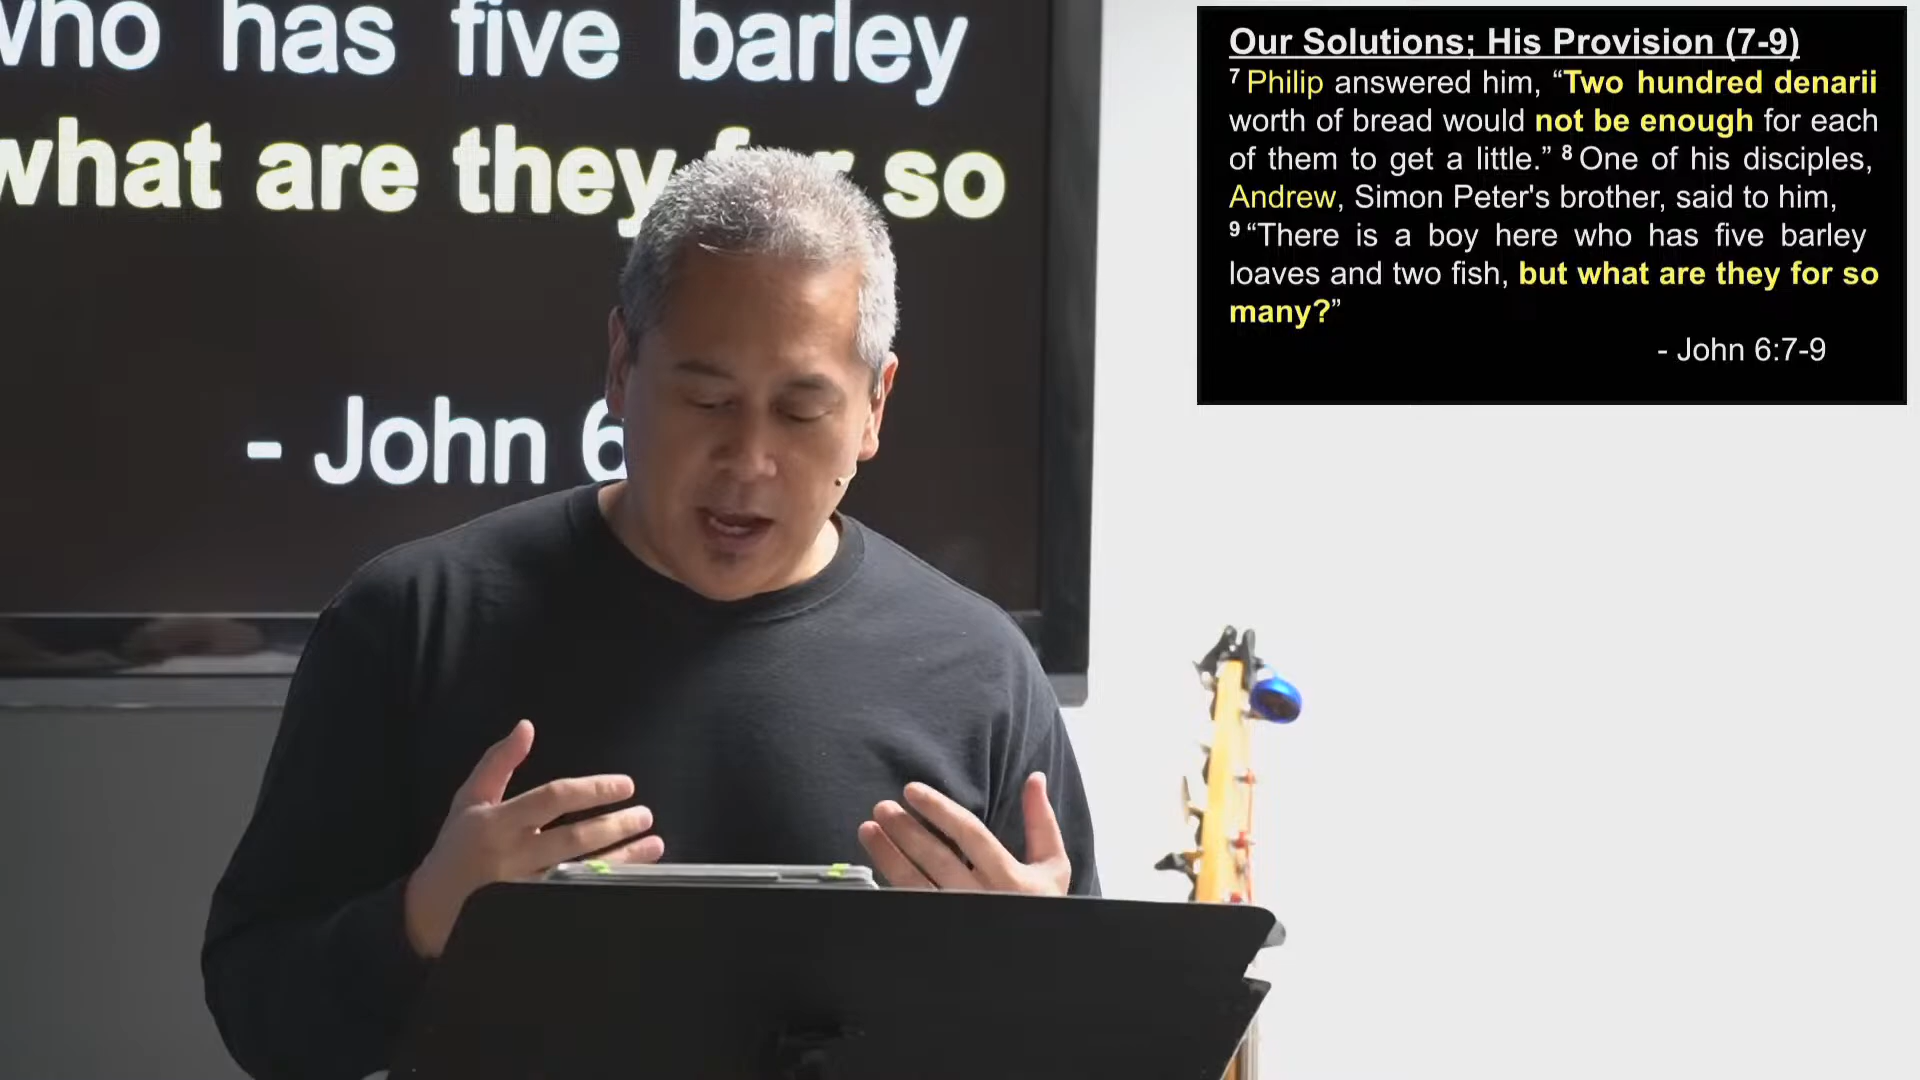 who has five barley
what are they for so
- John 6
Our Solutions; His Provision (7-9)
7 Philip answered him, “Two hundred denarii
worth of bread would not be enough for each
of them to get a little.” 8 One of his disciples,
Andrew, Simon Peter's brother, said to him,
9 “There is a boy here who has five barley
loaves and two fish, but what are they for so
many?”
- John 6:7-9